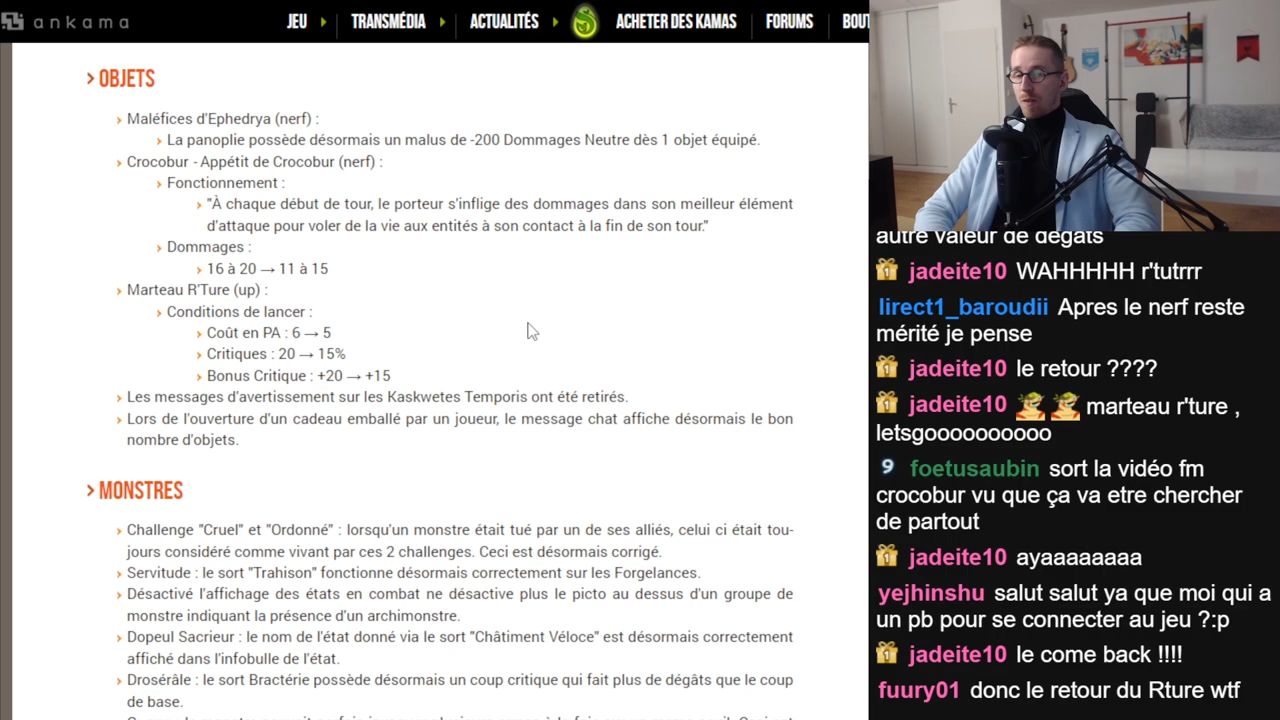 ankama
JEU
TRANSMÉDIA
ACTUALITÉS
ACHETER DES KAMAS
FORUMS
BOUT
OBJETS
Maléfices d'Ephedrya (nerf) :
La panoplie possède désormais un malus de -200 Dommages Neutre dès 1 objet équipé.
Crocobur - Appétit de Crocobur (nerf) :
Fonctionnement :
"À chaque début de tour, le porteur s'inflige des dommages dans son meilleur élément
d'attaque pour voler de la vie aux entités à son contact à la fin de son tour."
Dommages :
16 à 20 → 11 à 15
Marteau R'Ture (up) :
Conditions de lancer :
Coût en PA : 6 → 5
Critiques : 20 → 15%
Bonus Critique : +20 → +15
Les messages d'avertissement sur les Kaskwetes Temporis ont été retirés.
Lors de l'ouverture d'un cadeau emballé par un joueur, le message chat affiche désormais le bon
nombre d'objets.
MONSTRES
Challenge "Cruel" et "Ordonné" : lorsqu'un monstre était tué par un de ses alliés, celui ci était tou-
jours considéré comme vivant par ces 2 challenges. Ceci est désormais corrigé.
Servitude : le sort "Trahison" fonctionne désormais correctement sur les Forgelances.
Désactivé l'affichage des états en combat ne désactive plus le picto au dessus d'un groupe de
monstre indiquant la présence d'un archimonstre.
Dopeul Sacrieur : le nom de l'état donné via le sort "Châtiment Véloce" est désormais correctement
affiché dans l'infobulle de l'état.
Drosérâle : le sort Bractérie possède désormais un coup critique qui fait plus de dégâts que le coup
de base.
autre valeur de dégats
jadeite10 WAHHHHH r'tutrrr
lirect1_baroudii Apres le nerf reste
mérité je pense
jadeite10 le retour ????
jadeite10 marteau r'ture ,
letsgoooooooooo
foetusaubin sort la vidéo fm
crocobur vu que ça va etre chercher
de partout
jadeite10 ayaaaaaaaa
yejhinshu salut salut ya que moi qui a
un pb pour se connecter au jeu ?:p
jadeite10 le come back !!!!
fuury01 donc le retour du Rture wtf